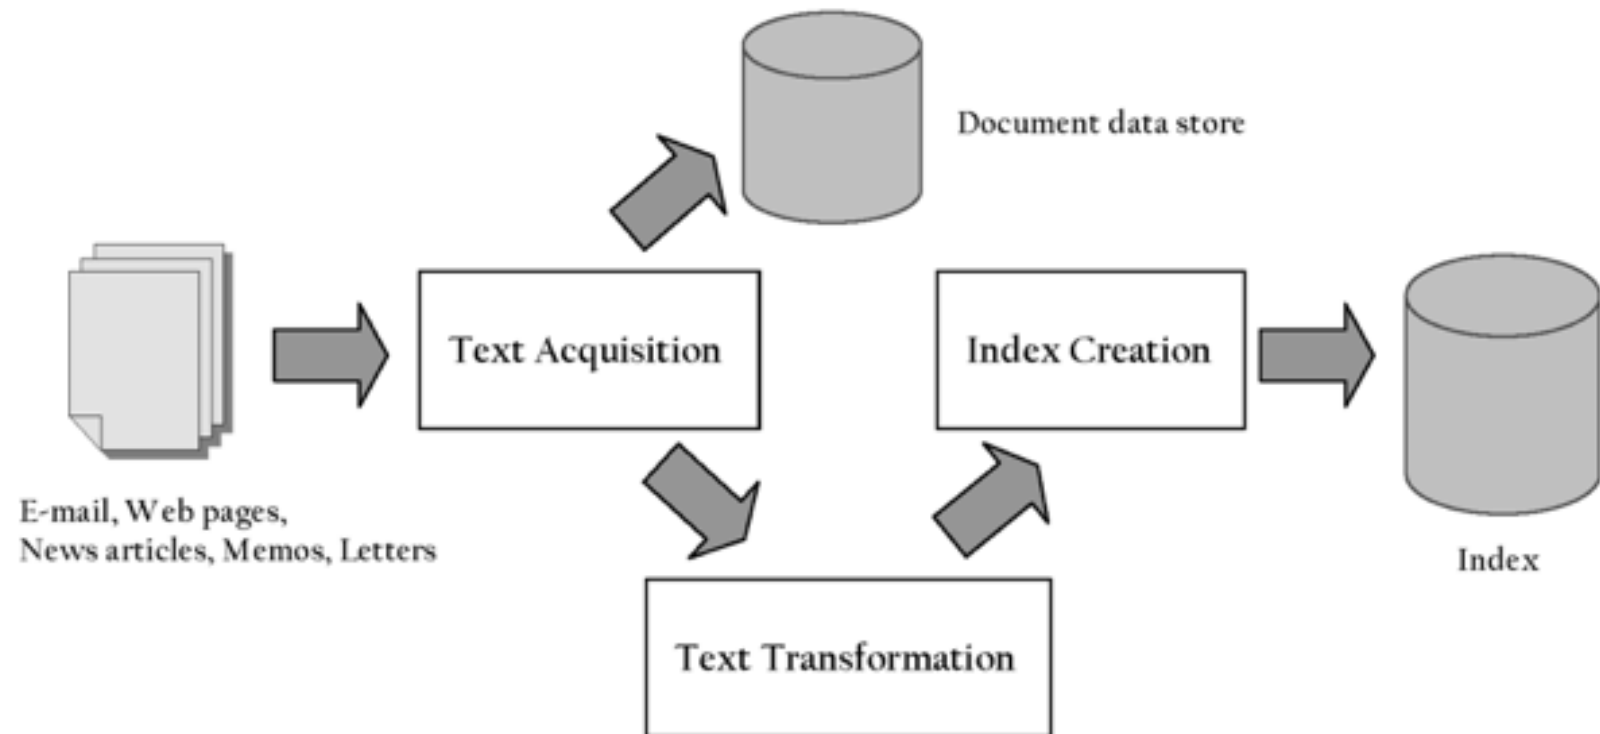 Document data store
Text Acquisition
Index Creation
E-mail, Web pages,
News articles, Memos, Letters
Index
Text Transformation